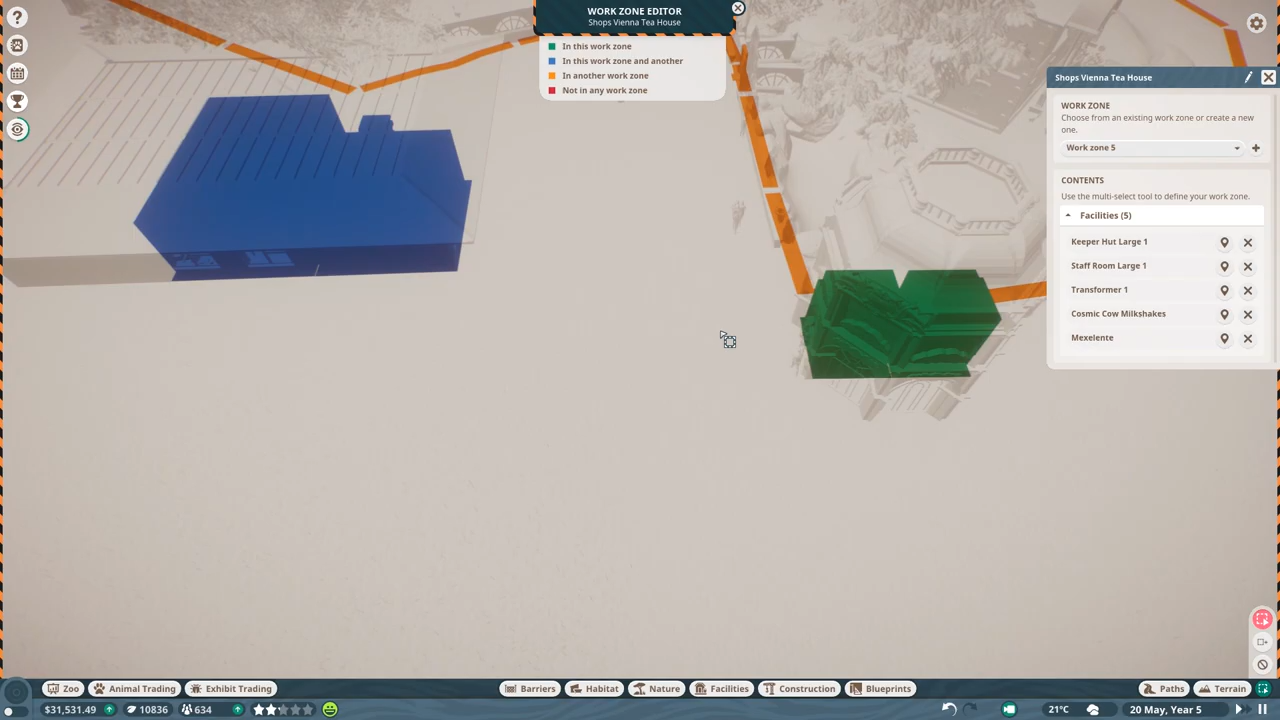 WORK ZONE EDITOR
Shops Vienna Tea House
In this work zone
In this work zone and another
In another work zone
Not in any work zone
Shops Vienna Tea House
WORK ZONE
Choose from an existing work zone or create a new
one.
Work zone 5
CONTENTS
Use the multi-select tool to define your work zone.
Facilities (5)
Keeper Hut Large 1
Staff Room Large 1
Transformer 1
Cosmic Cow Milkshakes
Mexelente
Zoo
Animal Trading
Exhibit Trading
Barriers
Habitat
Nature
Facilities
Construction
Blueprints
Paths
Terrain
$31,531.49
10836
634
21°C
20 May, Year 5